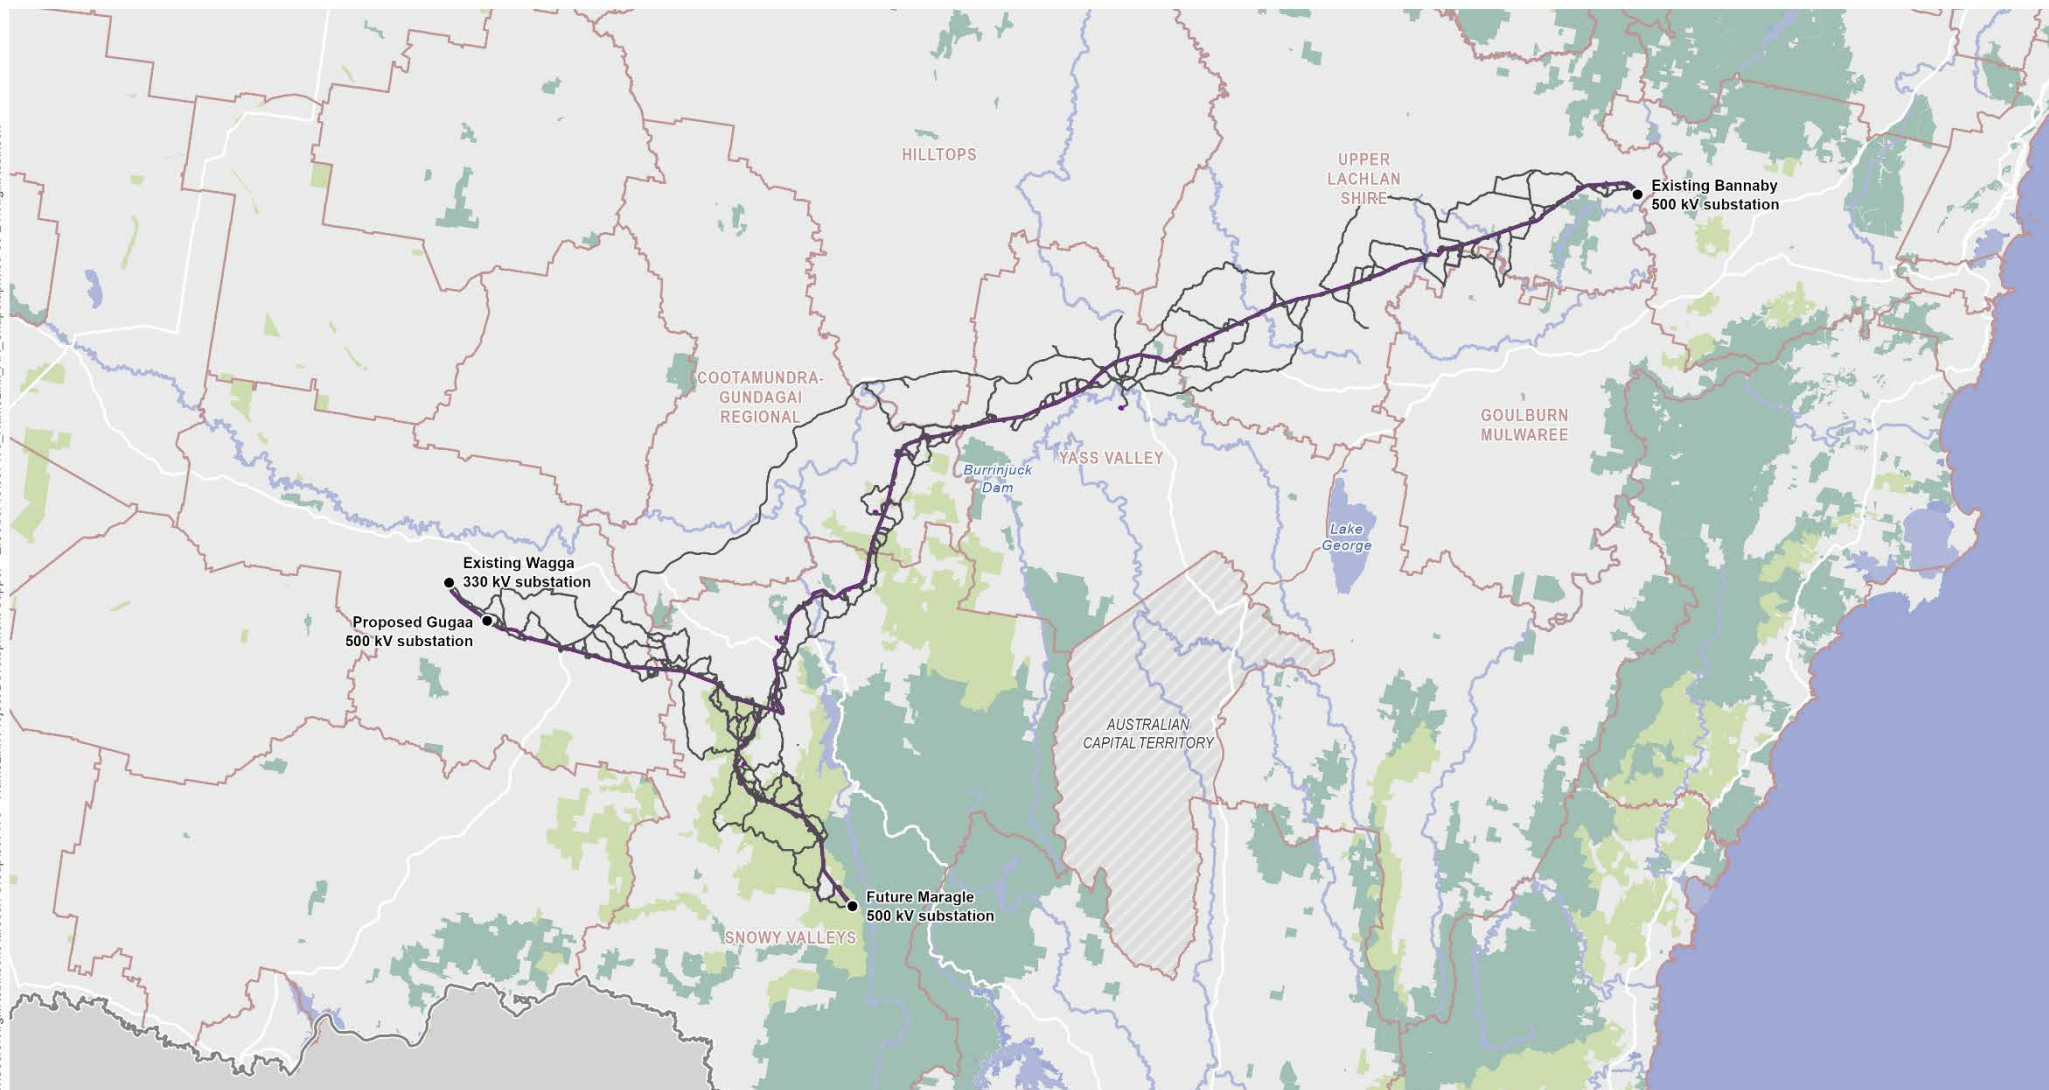 HILLTOPS
UPPER
LACHLAN
SHIRE
Existing Bannaby
500 kV substation
COOTAMUNDRA-
GUNDAGAI
REGIONAL
GOULBURN
MULWAREE
YASS VALLEY
Burrinjuck
Dam
Lake
George
Existing Wagga
330 kV substation
Proposed Gugaa
500 kV substation
AUSTRALIAN
CAPITAL TERRITORY
Future Maragle
500 kV substation
SNOWY VALLEYS